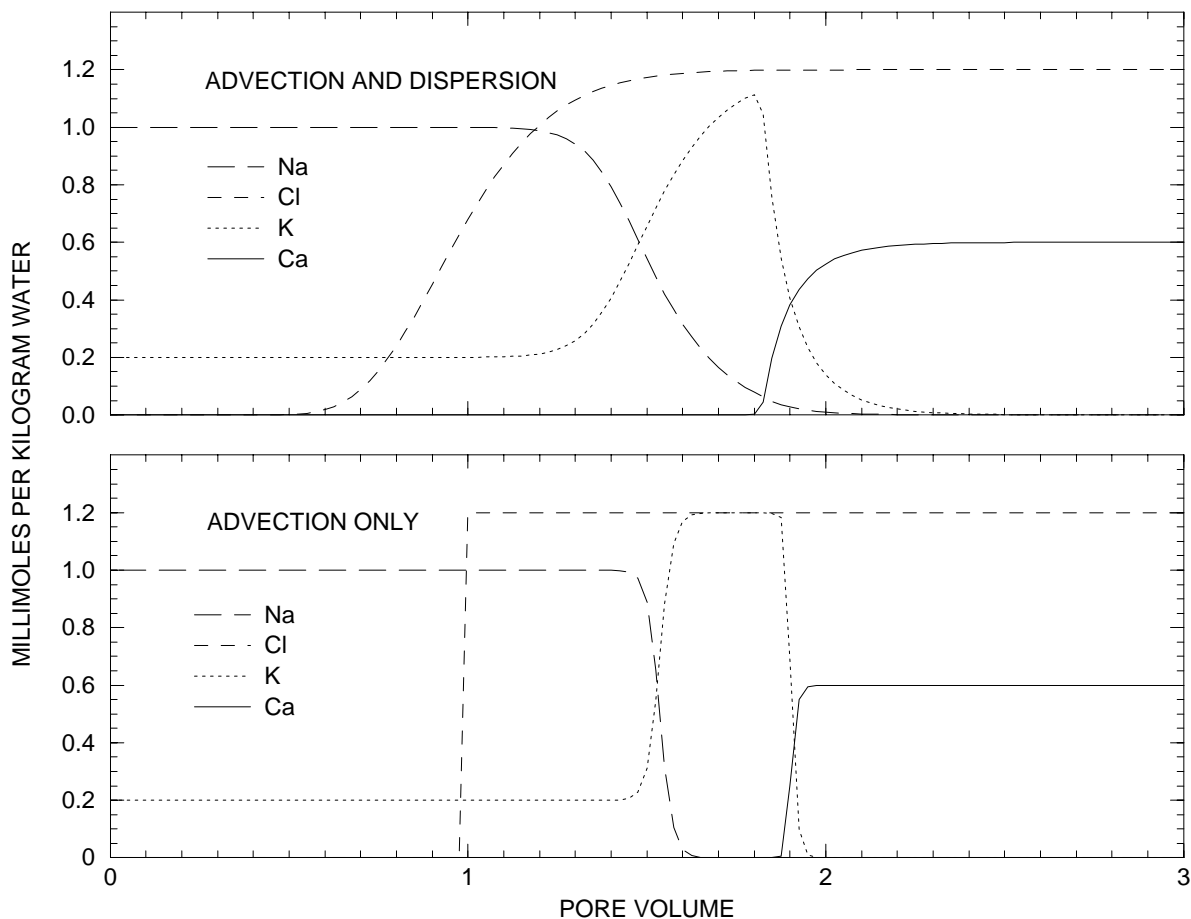 MILLIMOLES PER KILOGRAM WATER
1.2
1.0
0.8
0.6
0.4
0.2
0.0
ADVECTION AND DISPERSION
Na
Cl
K
Ca
1.2
1.0
0.8
0.6
0.4
0.2
0
ADVECTION ONLY
Na
Cl
K
Ca
0 1 2 3
PORE VOLUME